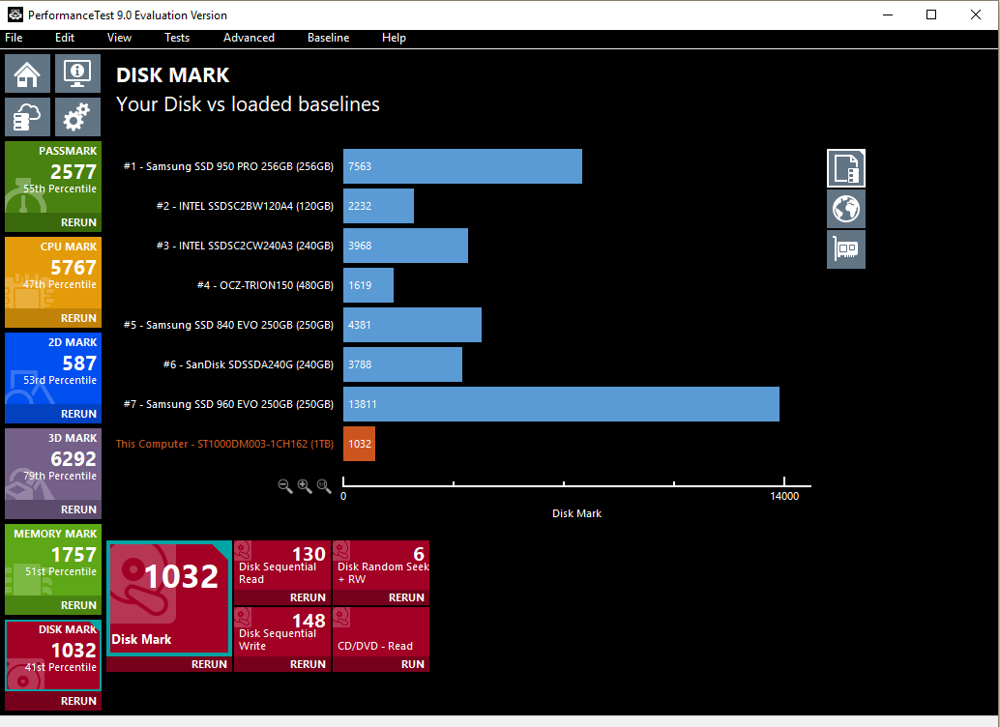 PerformanceTest 9.0 Evaluation Version
File Edit View Tests Advanced Baseline Help
DISK MARK
Your Disk vs loaded baselines
PASSMARK
2577
55th Percentile
RERUN
CPU MARK
5767
47th Percentile
RERUN
2D MARK
587
53rd Percentile
RERUN
3D MARK
6292
79th Percentile
RERUN
MEMORY MARK
1757
51st Percentile
RERUN
DISK MARK
1032
41st Percentile
RERUN
#1 - Samsung SSD 950 PRO 256GB (256GB) 7563
#2 - INTEL SSDSC2BW120A4 (120GB) 2232
#3 - INTEL SSDSC2CW240A3 (240GB) 3968
#4 - OCZ-TRION150 (480GB) 1619
#5 - Samsung SSD 840 EVO 250GB (250GB) 4381
#6 - SanDisk SDSSDA240G (240GB) 3788
#7 - Samsung SSD 960 EVO 250GB (250GB) 13811
This Computer - ST1000DM003-1CH162 (1TB) 1032
0 14000
Disk Mark
1032
Disk Mark
RERUN
130
Disk Sequential
Read
RERUN
6
Disk Random Seek
+ RW
RERUN
148
Disk Sequential
Write
RERUN
CD/DVD - Read
RUN